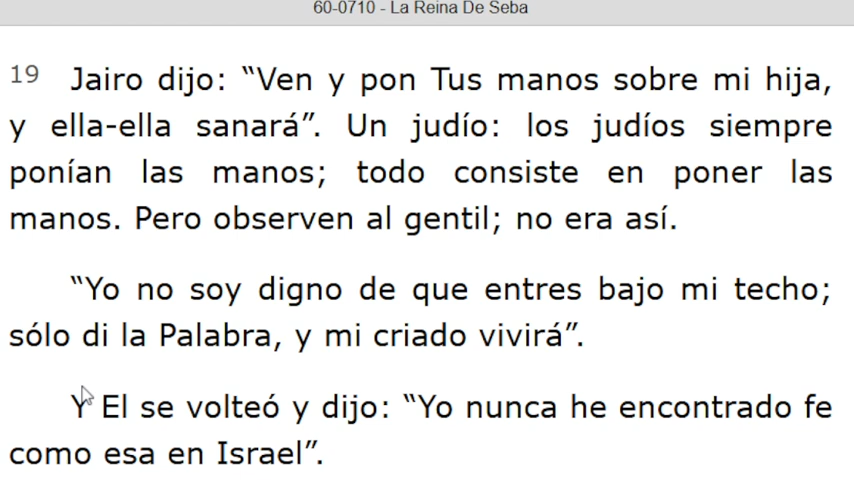 60-0710 - La Reina De Seba
19 Jairo dijo: “Ven y pon Tus manos sobre mi hija,
y ella-ella sanará”. Un judío: los judíos siempre
ponían las manos; todo consiste en poner las
manos. Pero observen al gentil; no era así.
“Yo no soy digno de que entres bajo mi techo;
sólo di la Palabra, y mi criado vivirá”.
Y El se volteó y dijo: “Yo nunca he encontrado fe
como esa en Israel”.